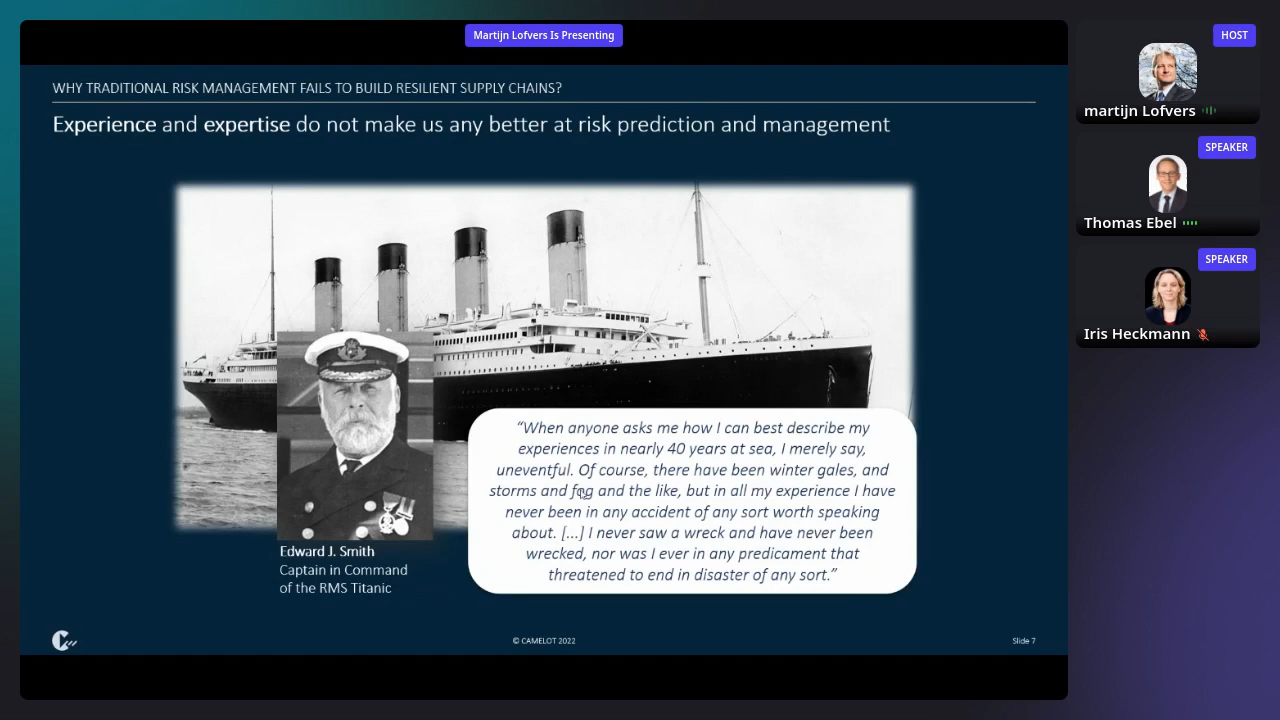 Martijn Lofvers Is Presenting
WHY TRADITIONAL RISK MANAGEMENT FAILS TO BUILD RESILIENT SUPPLY CHAINS?
Experience and expertise do not make us any better at risk prediction and management
“When anyone asks me how I can best describe my
experiences in nearly 40 years at sea, I merely say,
uneventful. Of course, there have been winter gales, and
storms and fog and the like, but in all my experience I have
never been in any accident of any sort worth speaking
about. [...] I never saw a wreck and have never been
wrecked, nor was I ever in any predicament that
threatened to end in disaster of any sort.”
Edward J. Smith
Captain in Command
of the RMS Titanic
© CAMELOT 2022
Slide 7
HOST
martijn Lofvers
SPEAKER
Thomas Ebel
SPEAKER
Iris Heckmann